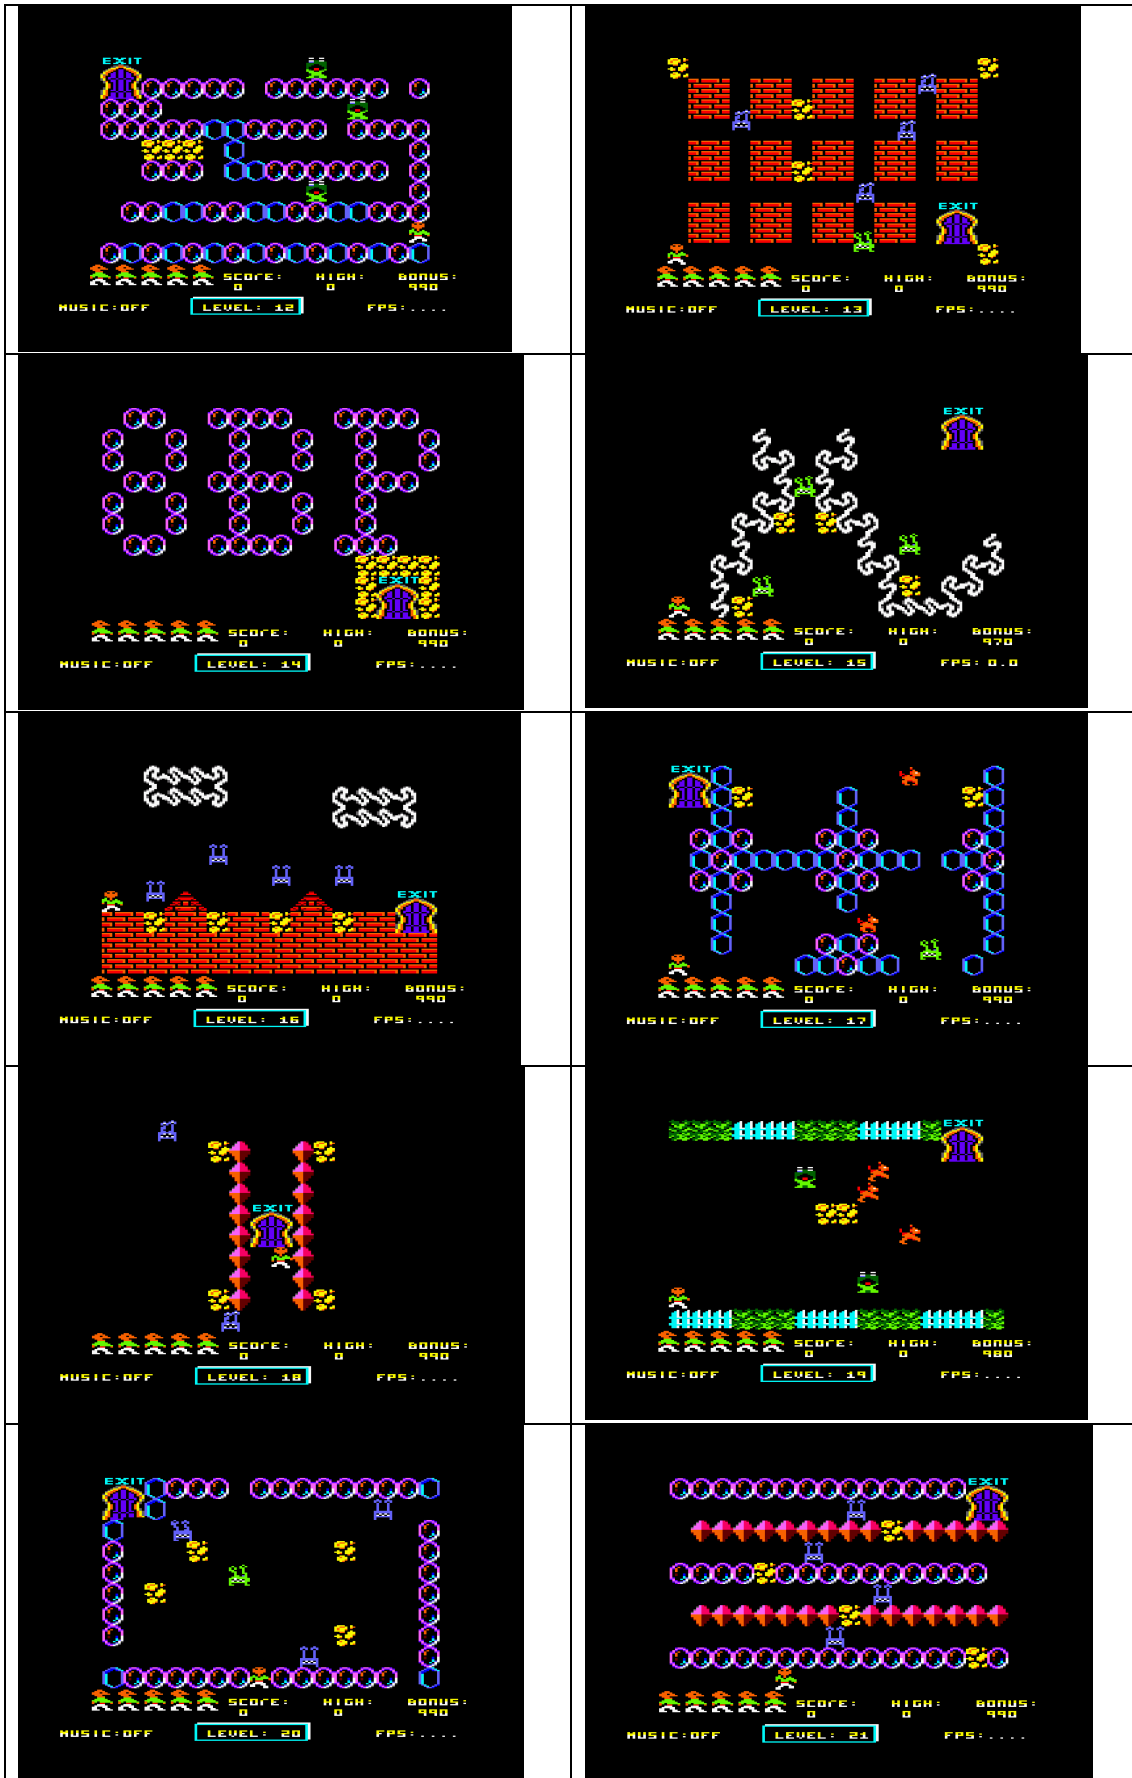 EXIT
SCORE: HIGH: BONUS:
0 0 990
MUSIC:OFF LEVEL: 12 FPS:....
EXIT
SCORE: HIGH: BONUS:
0 0 990
MUSIC:OFF LEVEL: 13 FPS:....
8BP
EXIT
SCORE: HIGH: BONUS:
0 0 990
MUSIC:OFF LEVEL: 14 FPS:....
EXIT
SCORE: HIGH: BONUS:
0 0 970
MUSIC:OFF LEVEL: 15 FPS:0.0
EXIT
SCORE: HIGH: BONUS:
0 0 990
MUSIC:OFF LEVEL: 16 FPS:....
EXIT
SCORE: HIGH: BONUS:
0 0 990
MUSIC:OFF LEVEL: 17 FPS:....
EXIT
SCORE: HIGH: BONUS:
0 0 990
MUSIC:OFF LEVEL: 18 FPS:....
EXIT
SCORE: HIGH: BONUS:
0 0 980
MUSIC:OFF LEVEL: 19 FPS:....
EXIT
SCORE: HIGH: BONUS:
0 0 990
MUSIC:OFF LEVEL: 20 FPS:....
EXIT
SCORE: HIGH: BONUS:
0 0 990
MUSIC:OFF LEVEL: 21 FPS:....